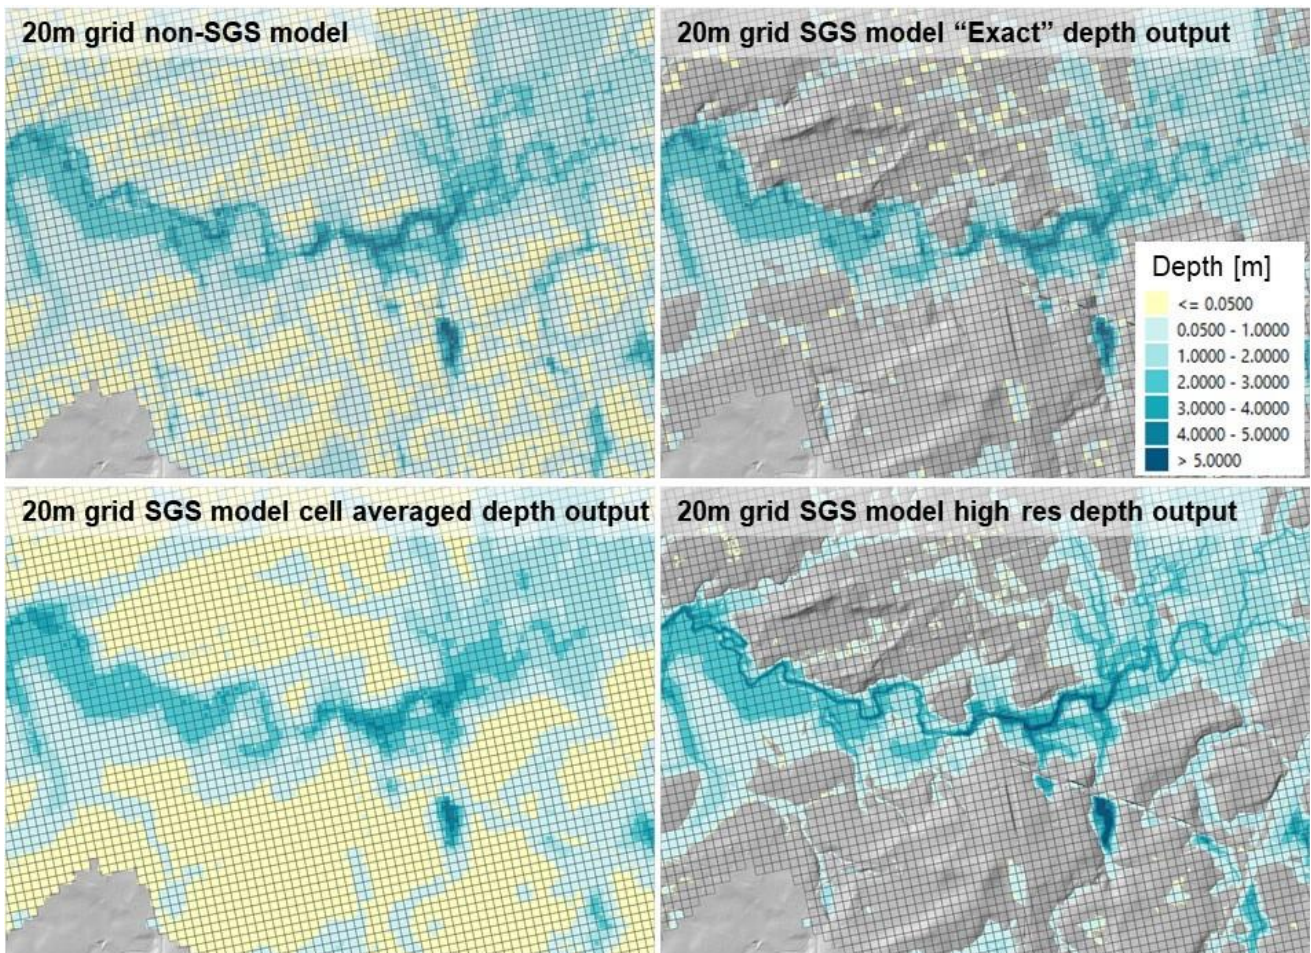 20m grid non-SGS model
20m grid SGS model “Exact” depth output
Depth [m]
<= 0.0500
0.0500 - 1.0000
1.0000 - 2.0000
2.0000 - 3.0000
3.0000 - 4.0000
4.0000 - 5.0000
> 5.0000
20m grid SGS model cell averaged depth output
20m grid SGS model high res depth output